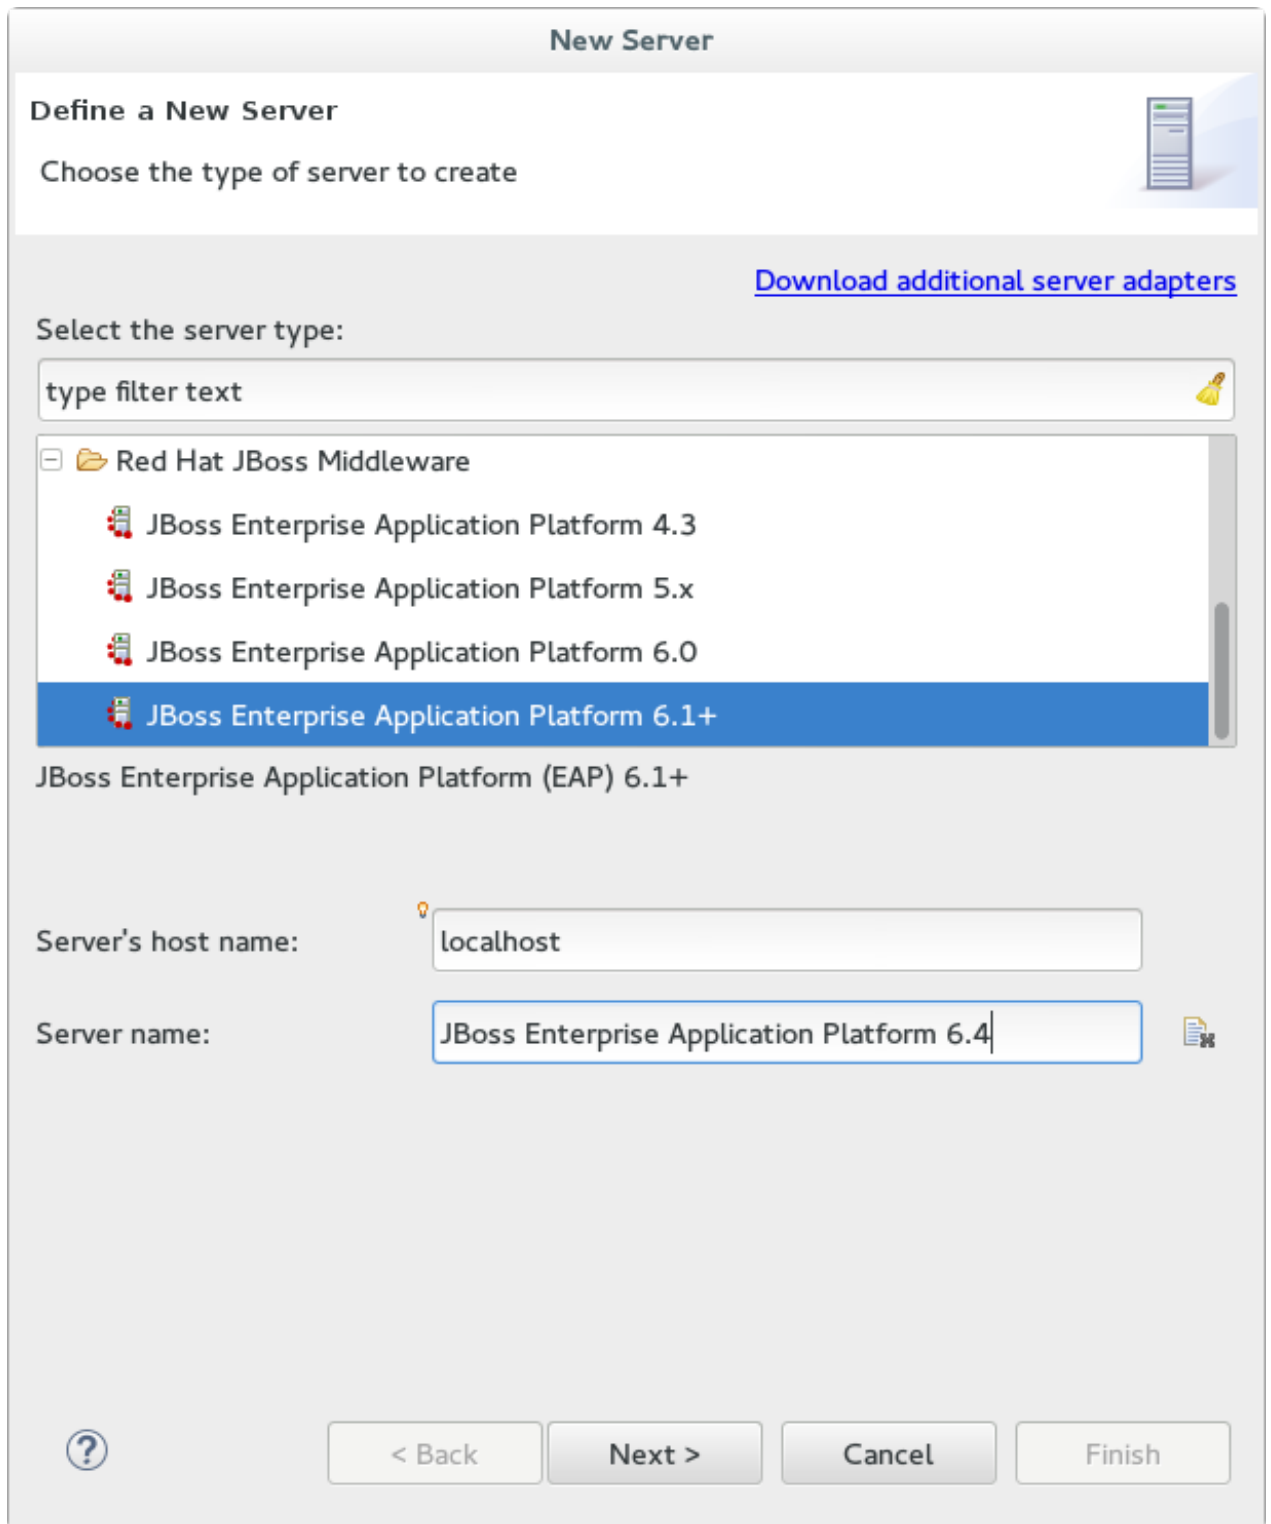 New Server
Define a New Server
Choose the type of server to create
Download additional server adapters
Select the server type:
type filter text
Red Hat JBoss Middleware
JBoss Enterprise Application Platform 4.3
JBoss Enterprise Application Platform 5.x
JBoss Enterprise Application Platform 6.0
JBoss Enterprise Application Platform 6.1+
JBoss Enterprise Application Platform (EAP) 6.1+
Server's host name: localhost
Server name: JBoss Enterprise Application Platform 6.4
? < Back Next > Cancel Finish